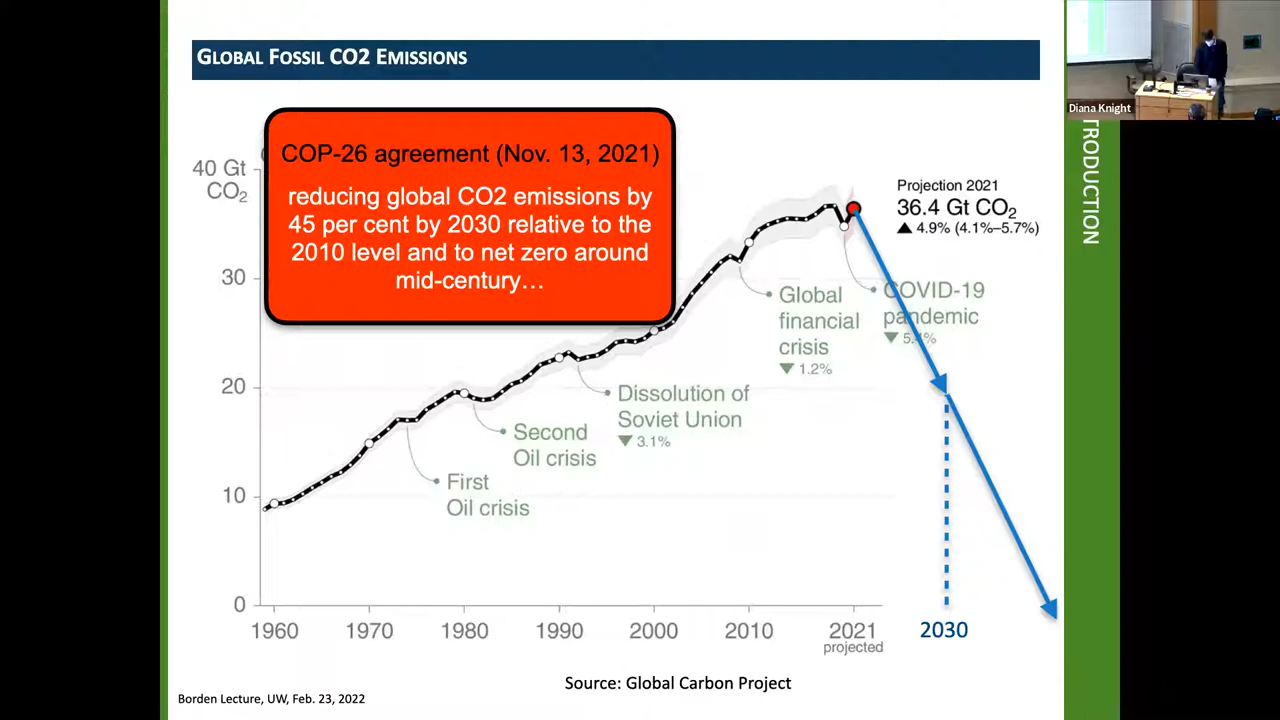 GLOBAL FOSSIL CO2 EMISSIONS
Diana Knight
TRODUCTION
COP-26 agreement (Nov. 13, 2021)
reducing global CO2 emissions by
45 per cent by 2030 relative to the
2010 level and to net zero around
mid-century…
40 Gt
CO₂
30
20
10
0
Projection 2021
36.4 Gt CO₂
▲ 4.9% (4.1%–5.7%)
COVID-19
pandemic
▼ 5.4%
Global
financial
crisis
▼ 1.2%
Dissolution of
Soviet Union
▼ 3.1%
Second
Oil crisis
First
Oil crisis
1960 1970 1980 1990 2000 2010 2021 2030
projected
Source: Global Carbon Project
Borden Lecture, UW, Feb. 23, 2022